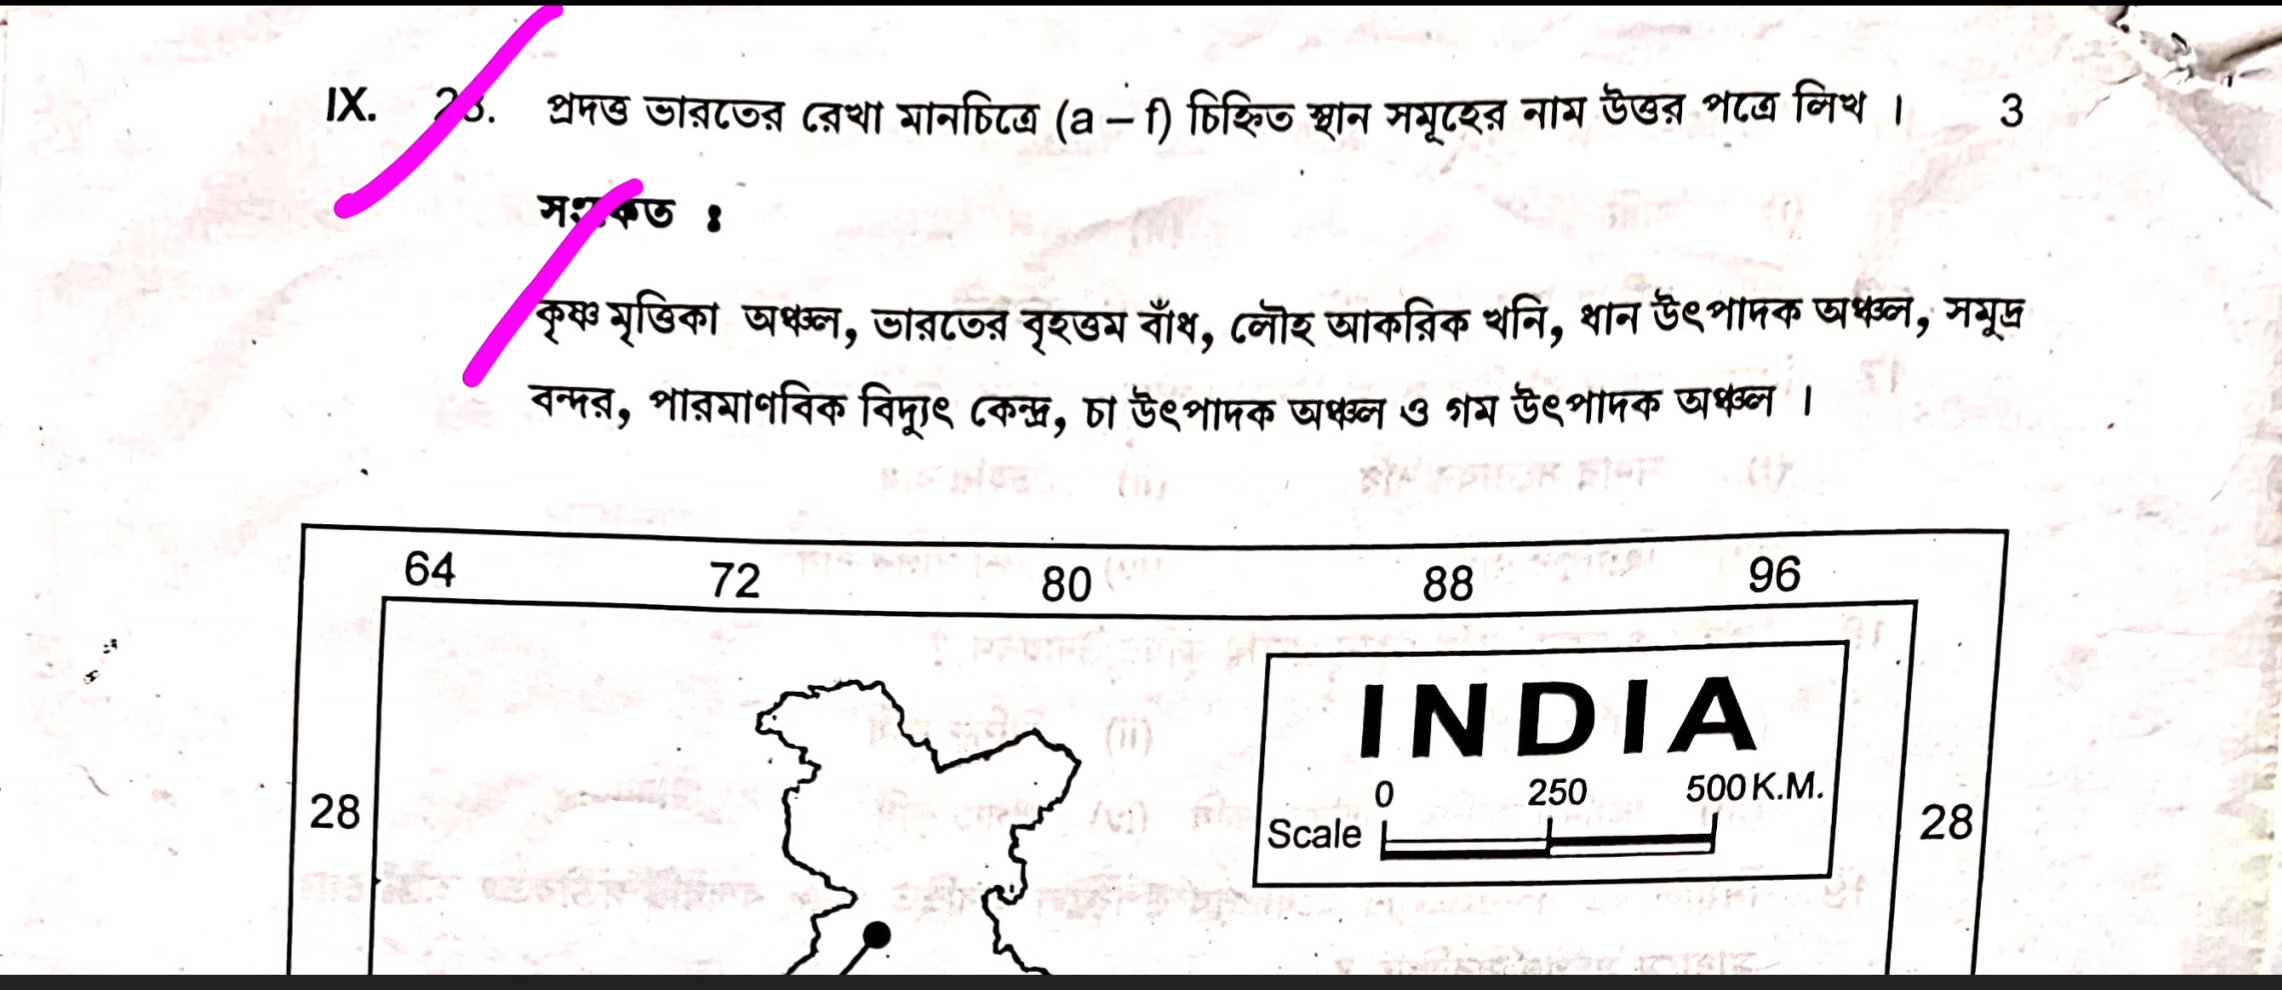 IX. 28. প্রদত্ত ভারতের রেখা মানচিত্রে (a – f) চিহ্নিত স্থান সমূহের নাম উত্তর পত্রে লিখ । 3
সংকেত :
কৃষ্ণ মৃত্তিকা অঞ্চল, ভারতের বৃহত্তম বাঁধ, লৌহ আকরিক খনি, ধান উৎপাদক অঞ্চল, সমুদ্র
বন্দর, পারমাণবিক বিদ্যুৎ কেন্দ্র, চা উৎপাদক অঞ্চল ও গম উৎপাদক অঞ্চল ।
64 72 80 88 96
INDIA
0 250 500 K.M.
Scale
28 28